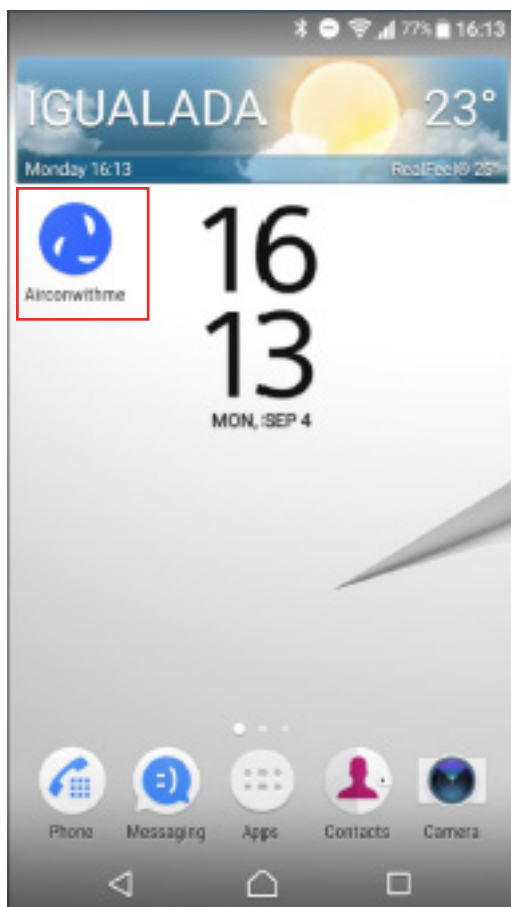 77% 16:13
IGUALADA 23°
Monday 16:13 RealFeel® 25°
Airconwithme
16
13
MON, SEP 4
Phone Messaging Apps Contacts Camera